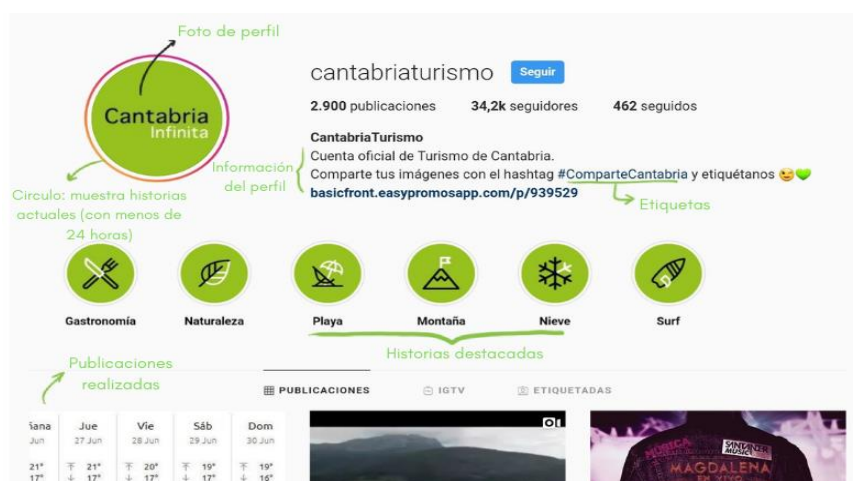 Foto de perfil
cantabriaturismo Seguir
Cantabria
Infinita
2.900 publicaciones 34,2k seguidores 462 seguidos
CantabriaTurismo
Cuenta oficial de Turismo de Cantabria.
Comparte tus imágenes con el hashtag #ComparteCantabria y etiquétanos
basicfront.easypromosapp.com/p/939529
Información
del perfil
Circulo: muestra historias
actuales (con menos de
24 horas)
Etiquetas
Gastronomía Naturaleza Playa Montaña Nieve Surf
Historias destacadas
Publicaciones
realizadas
PUBLICACIONES IGTV ETIQUETADAS
Jue Vie Sáb Dom
Jun 27 Jun 28 Jun 29 Jun 30 Jun
21° 21° 20° 19° 19°
17° 17° 17° 17° 16°
MÚSICA
SANTANDER
MUSIC
MAGDALENA
EN VIVO